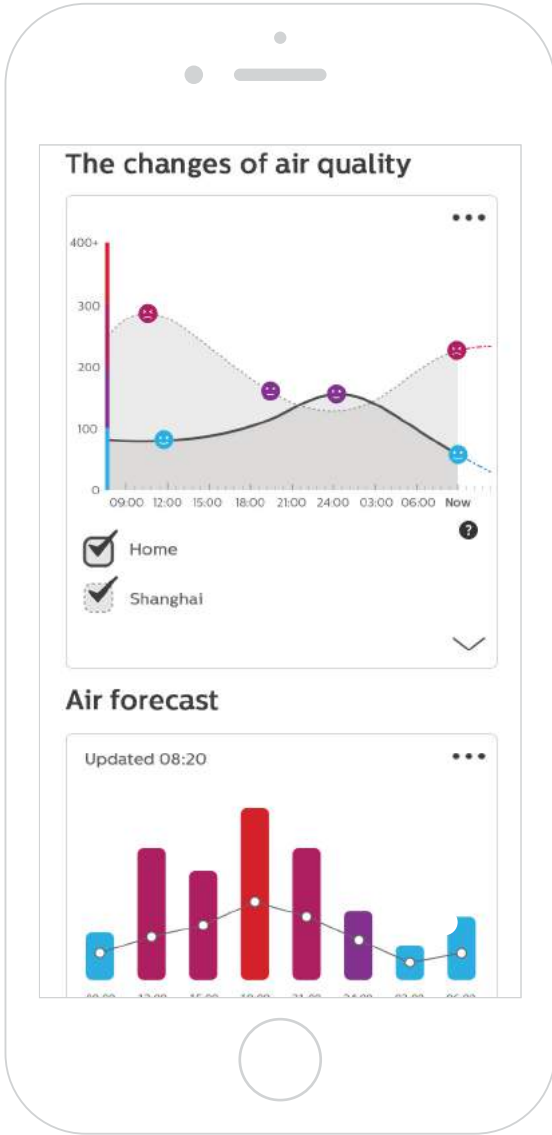 The changes of air quality
400+
300
200
100
0
09:00 12:00 15:00 18:00 21:00 24:00 03:00 06:00 Now
?
Home
Shanghai
Air forecast
Updated 08:20